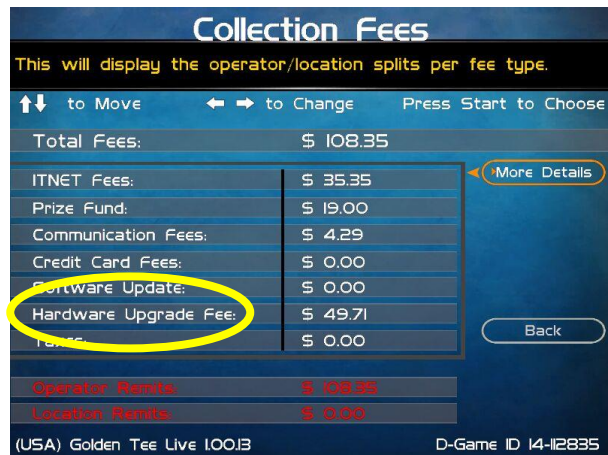 Collection Fees
This will display the operator/location splits per fee type.
to Move to Change Press Start to Choose
Total Fees: $ 108.35
More Details
ITNET Fees: $ 35.35
Prize Fund: $ 19.00
Communication Fees: $ 4.29
Credit Card Fees: $ 0.00
Software Update: $ 0.00
Hardware Upgrade Fee: $ 49.71
$ 0.00
Back
Operator Remits: $ 108.35
Location Remits: $ 0.00
(USA) Golden Tee Live 1.00.13 D-Game ID 14-112835